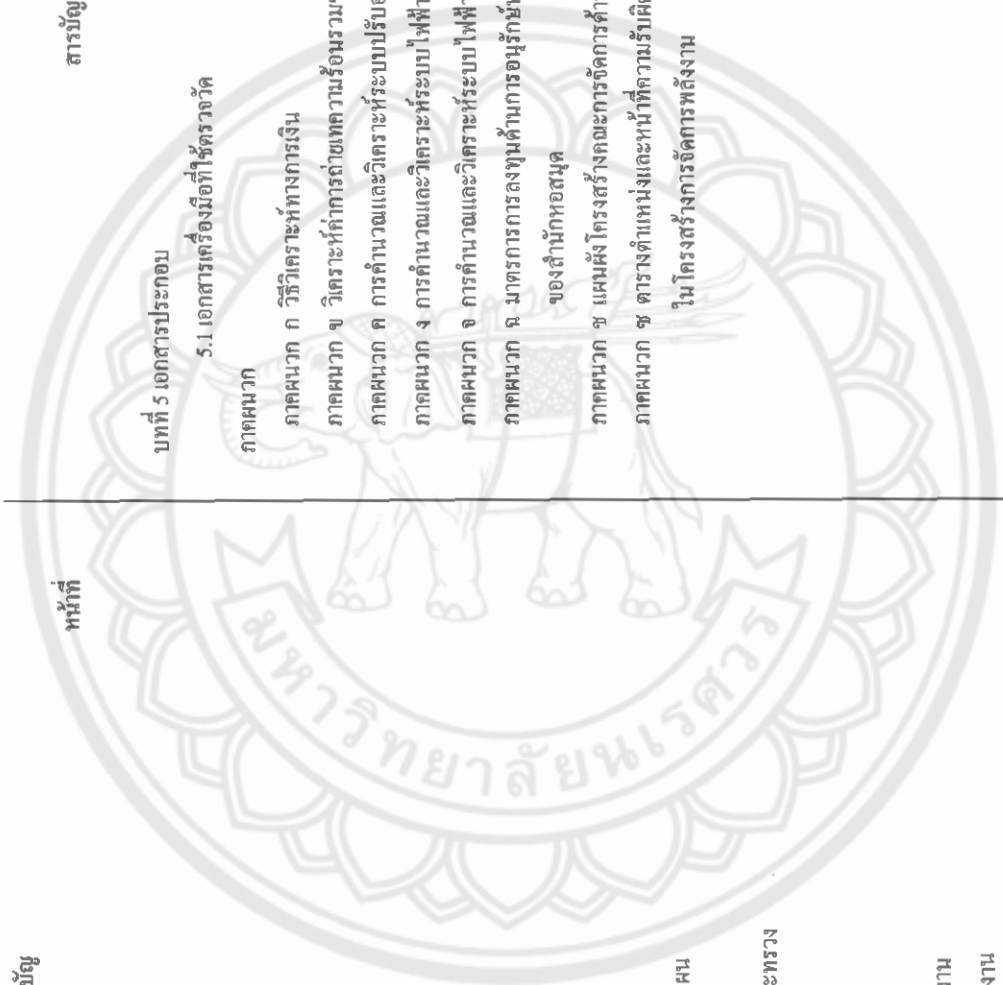 สารบัญ
บทที่ 5 เอกสารประกอบ
5.1 เอกสารเครื่องมือที่ใช้ตรวจวัด
ภาคผนวก
ภาคผนวก ก วิธีวิเคราะห์ทางการเงิน
ภาคผนวก ข วิเคราะห์ค่าการถ่ายเทความร้อนรวม
ภาคผนวก ค การคำนวณและวิเคราะห์ระบบปรับ
ภาคผนวก ง การคำนวณและวิเคราะห์ระบบไฟฟ้า
ภาคผนวก จ การคำนวณและวิเคราะห์ระบบไฟฟ้า
ภาคผนวก ฉ มาตรการการลงทุนด้านการอนุรักษ์
ของสำนักหอสมุด
ภาคผนวก ช แผนผังโครงสร้างคณะการจัดการด้า
ภาคผนวก ซ ตารางตำแหน่งและหน้าที่ความรับผิด
ในโครงสร้างการจัดการพลังงาน
หน้าที่
บัญ
ผน
ะทรวง
าน
งาน
มหาวิทยาลัยนเรศวร